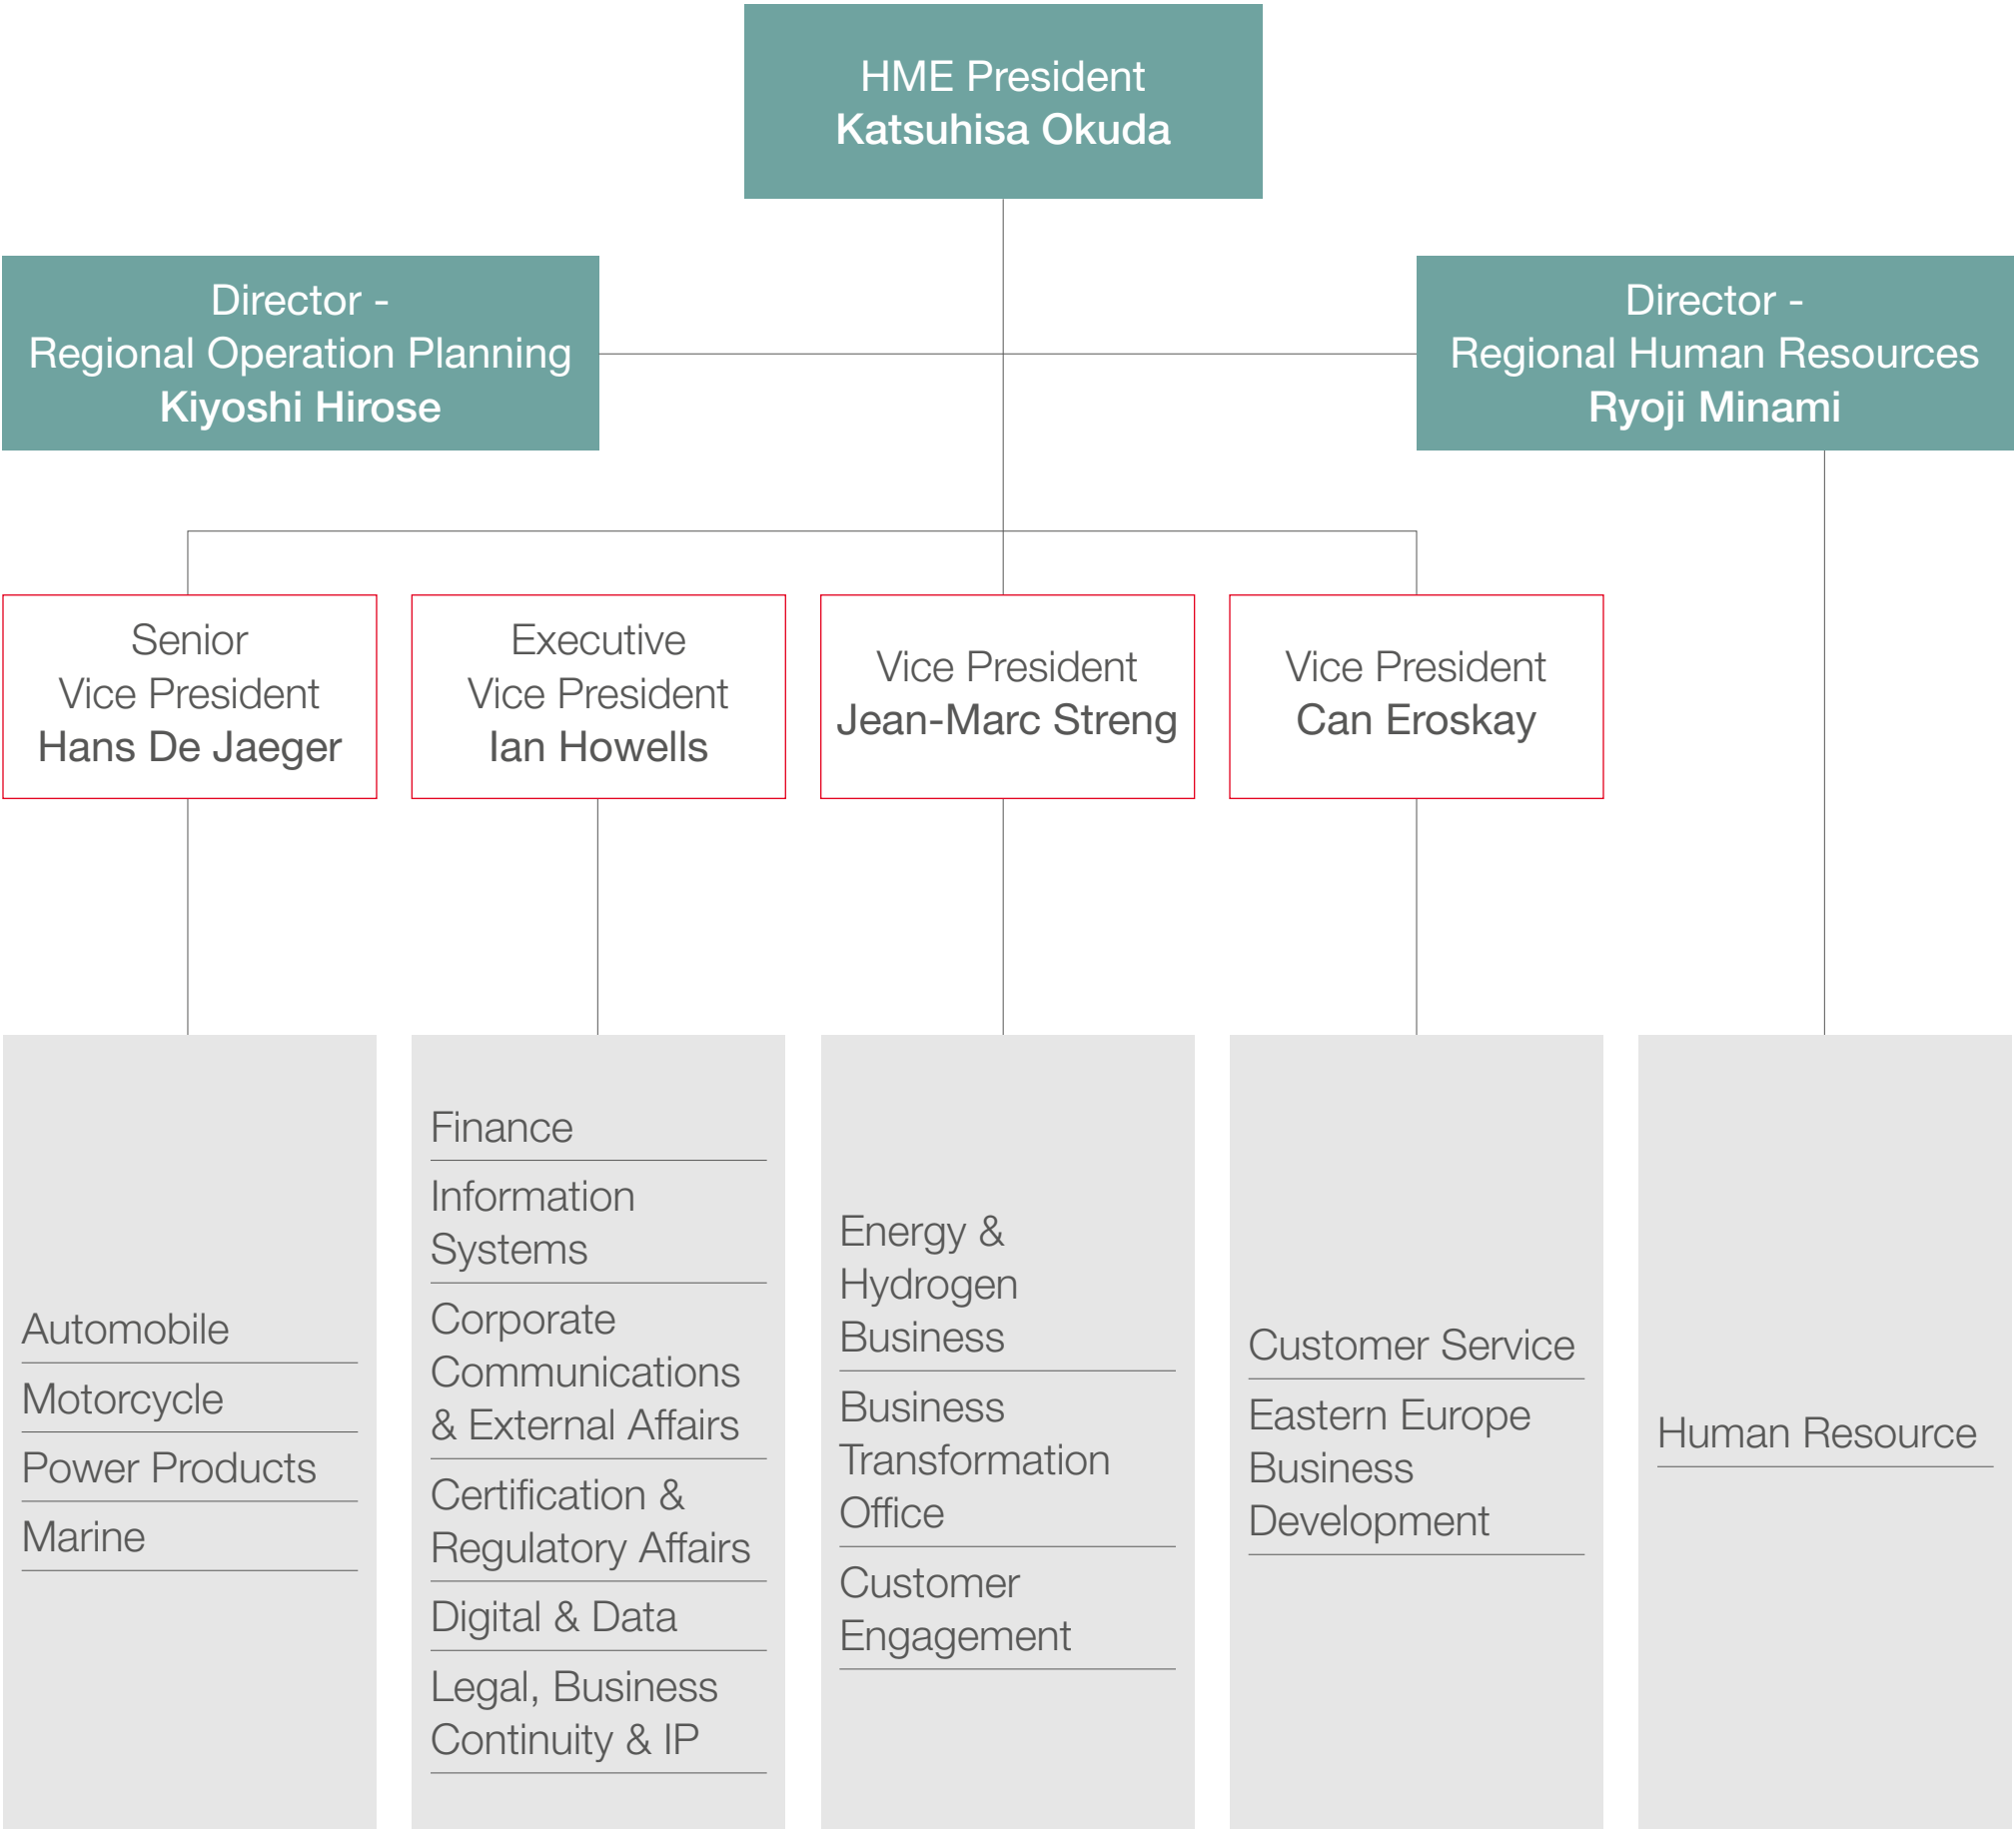 HME President
Katsuhisa Okuda
Director -
Regional Operation Planning
Kiyoshi Hirose
Director -
Regional Human Resources
Ryoji Minami
Senior
Vice President
Hans De Jaeger
Executive
Vice President
Ian Howells
Vice President
Jean-Marc Streng
Vice President
Can Eroskay
Automobile
Motorcycle
Power Products
Marine
Finance
Information
Systems
Corporate
Communications
& External Affairs
Certification &
Regulatory Affairs
Digital & Data
Legal, Business
Continuity & IP
Energy &
Hydrogen
Business
Business
Transformation
Office
Customer
Engagement
Customer Service
Eastern Europe
Business
Development
Human Resource